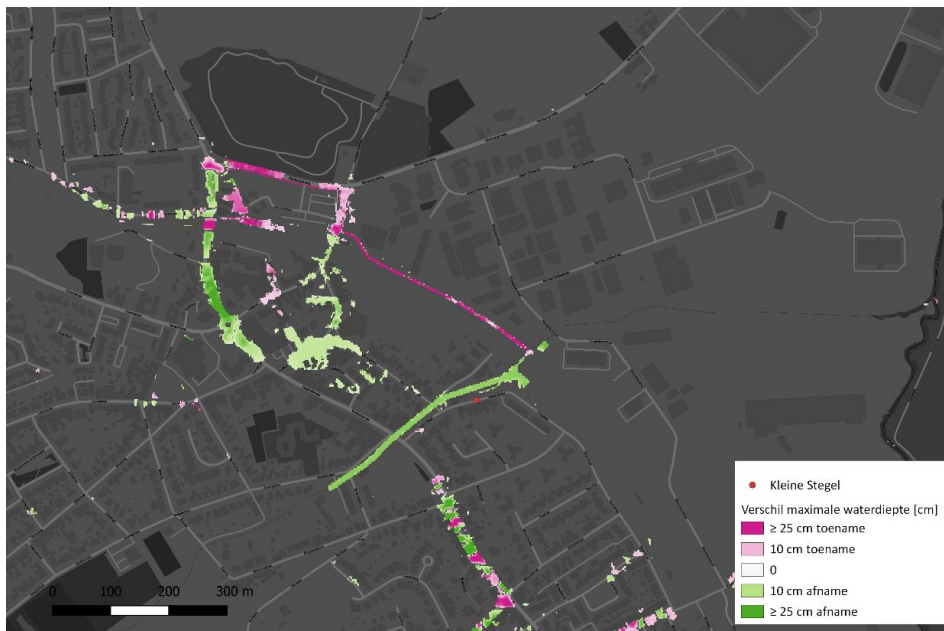 Kleine Stegel
Verschil maximale waterdiepte [cm]
≥ 25 cm toename
10 cm toename
0
10 cm afname
≥ 25 cm afname
0 100 200 300 m